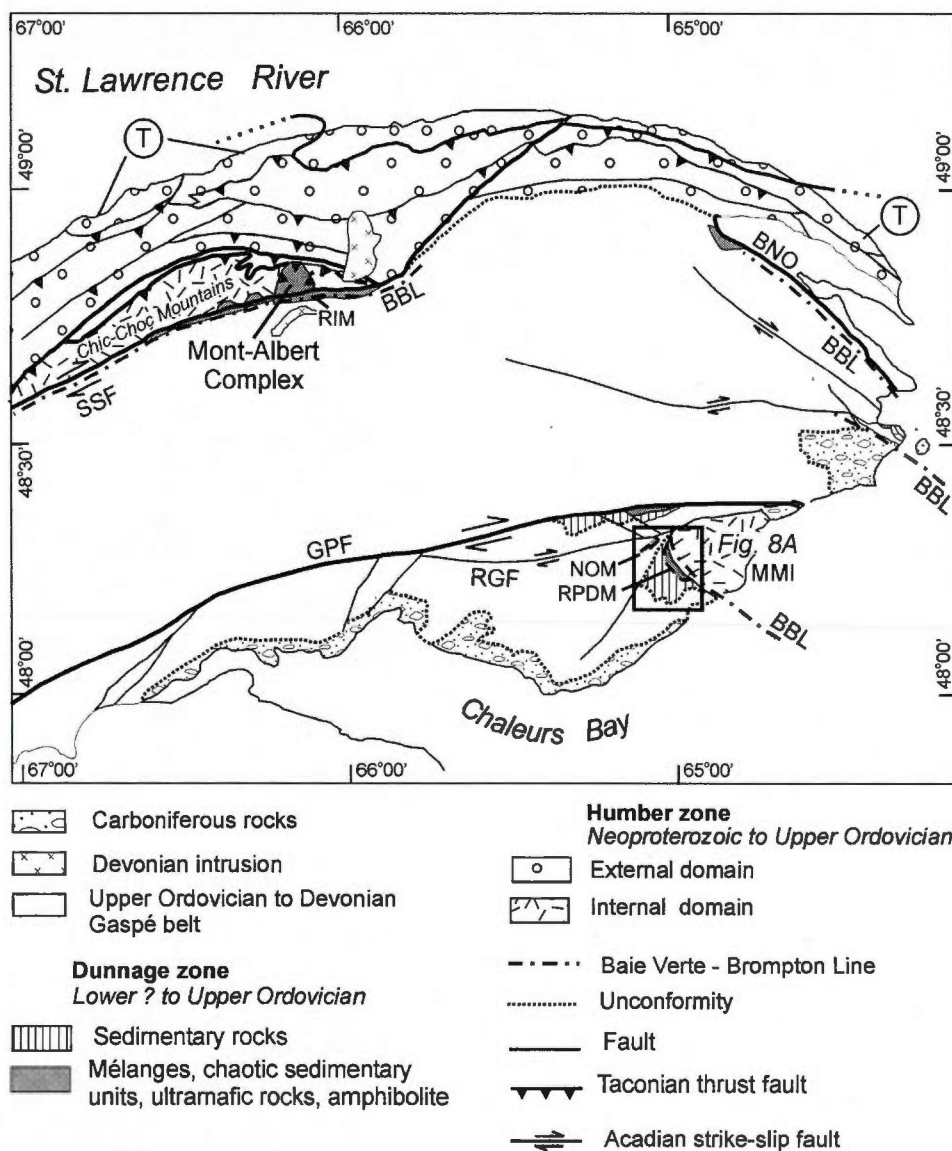 67°00'
66°00'
65°00'
St. Lawrence River
T
49°00'
49°00'
T
BNO
Chic-Choc Mountains
BBL
RIM
Mont-Albert
Complex
BBL
SSF
48°30'
48°30'
BBL
GPF
Fig. 8A
NOM
RGF
MMI
RPDM
BBL
48°00'
48°00'
Chaleurs Bay
67°00'
66°00'
65°00'
Carboniferous rocks
Devonian intrusion
Upper Ordovician to Devonian
Gaspé belt
Dunnage zone
Lower ? to Upper Ordovician
Sedimentary rocks
Mélanges, chaotic sedimentary
units, ultramafic rocks, amphibolite
Humber zone
Neoproterozoic to Upper Ordovician
External domain
Internal domain
Baie Verte - Brompton Line
Unconformity
Fault
Taconian thrust fault
Acadian strike-slip fault